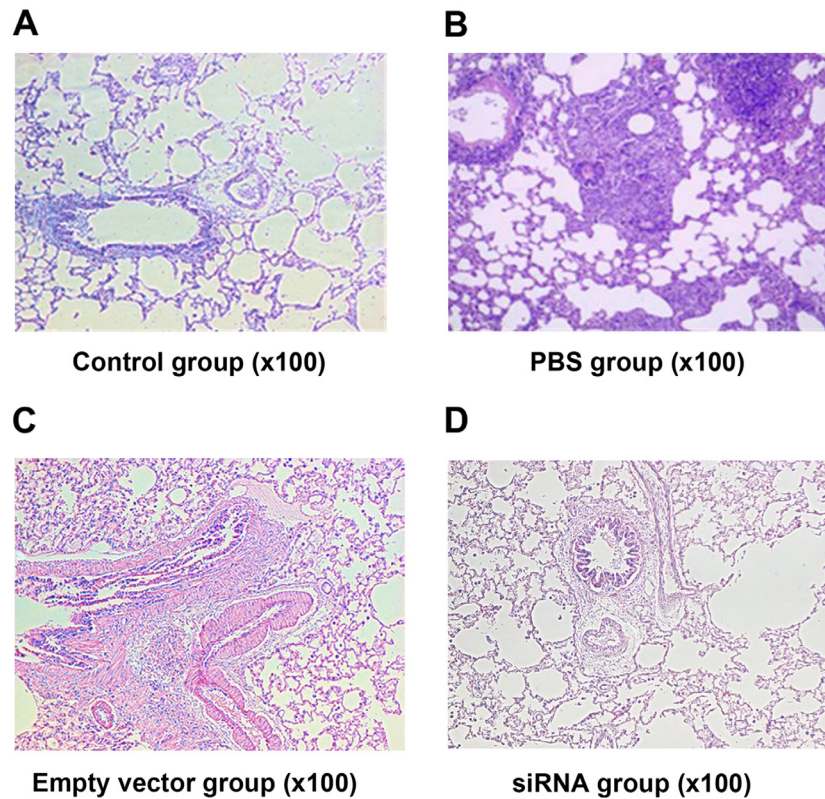 A
B
Control group (x100)
PBS group (x100)
C
D
Empty vector group (x100)
siRNA group (x100)